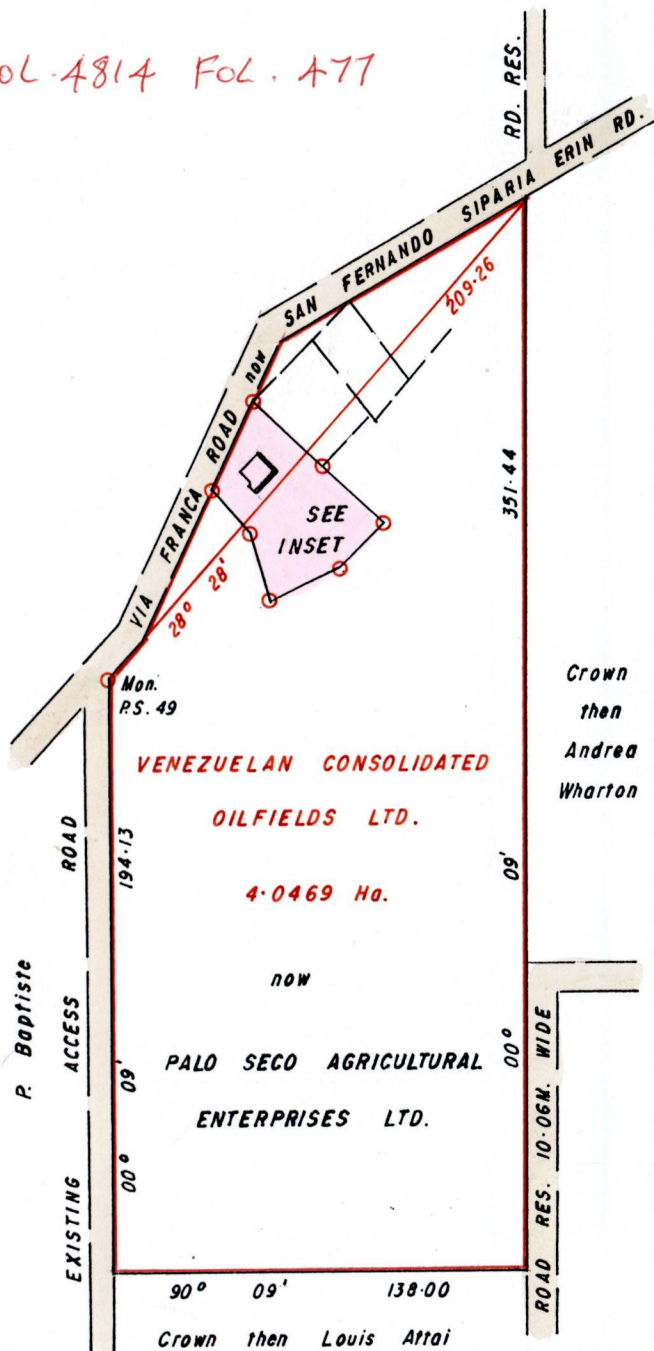 OL. 4814 FOL. 477
RD. RES.
SAN FERNANDO SIPARIA ERIN RD.
VIA FRANCA ROAD now
209·26
28° 28'
351·44
SEE
INSET
Mon.
P.S. 49
Crown
then
Andrea
Wharton
VENEZUELAN CONSOLIDATED
OILFIELDS LTD.
4·0469 Ha.
now
PALO SECO AGRICULTURAL
ENTERPRISES LTD.
194·13
00° 09'
00° 09'
P. Baptiste
EXISTING ACCESS ROAD
ROAD RES. 10·06M. WIDE
90° 09' 138·00
Crown then Louis Attai